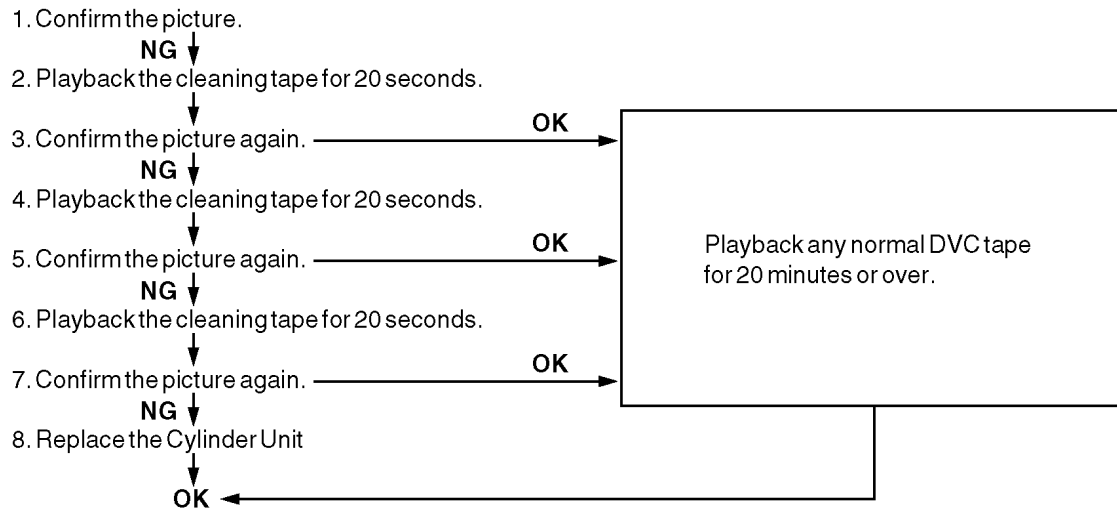 1. Confirm the picture.
NG
2. Playback the cleaning tape for 20 seconds.
3. Confirm the picture again.
OK
NG
4. Playback the cleaning tape for 20 seconds.
5. Confirm the picture again.
OK
NG
6. Playback the cleaning tape for 20 seconds.
7. Confirm the picture again.
OK
NG
8. Replace the Cylinder Unit
OK
Playback any normal DVC tape
for 20 minutes or over.